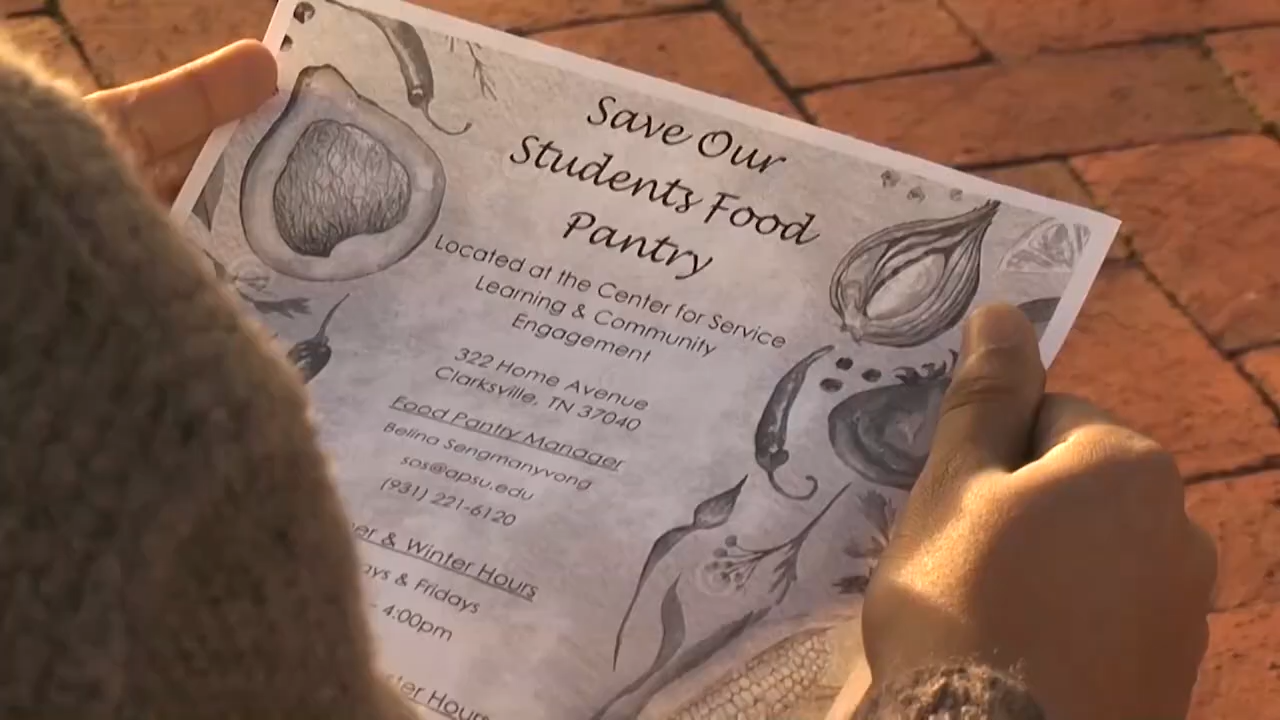 Save Our
Students Food
Pantry
Located at the Center for Service
Learning & Community
Engagement
322 Home Avenue
Clarksville, TN 37040
Food Pantry Manager
Belina Sengmanyvong
sos@apsu.edu
(931) 221-6120
& Winter Hours
& Fridays
- 4:00pm
Hours